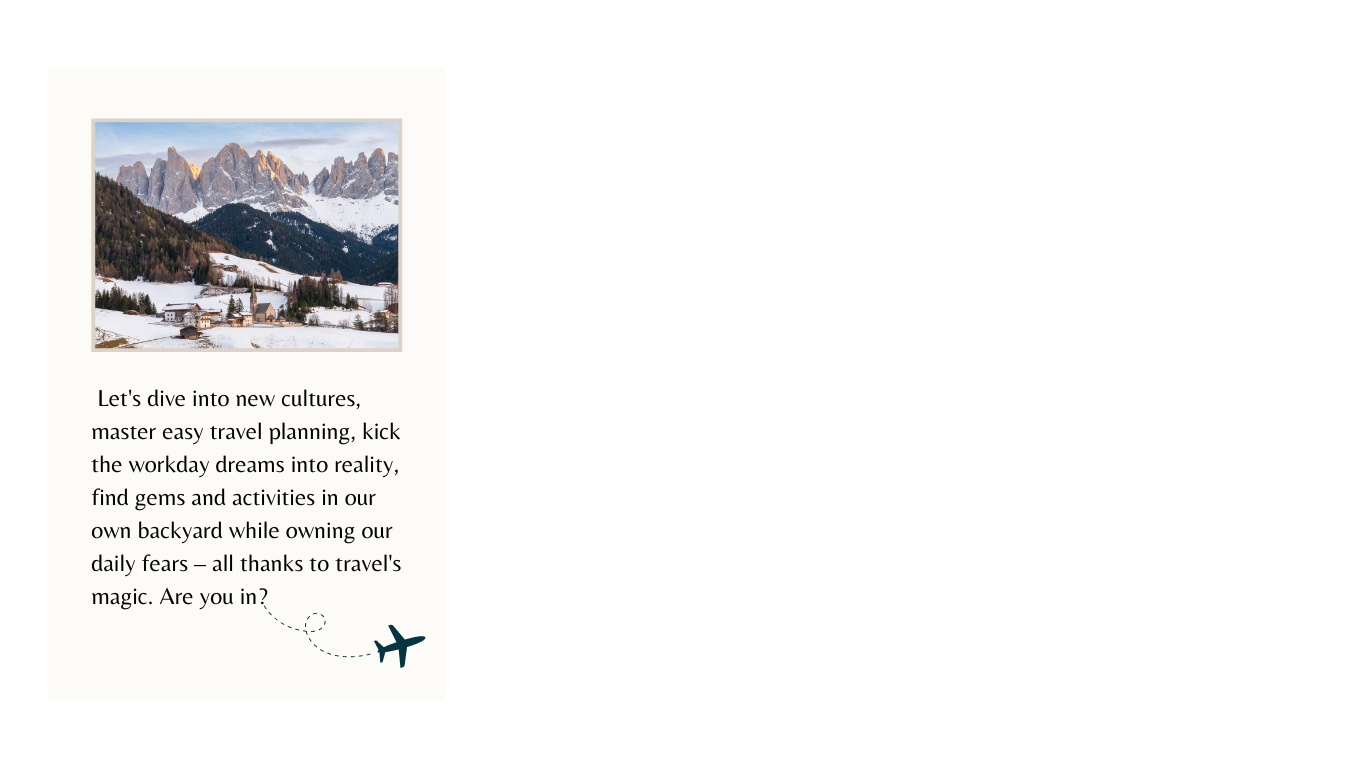 Let's dive into new cultures,
master easy travel planning, kick
the workday dreams into reality,
find gems and activities in our
own backyard while owning our
daily fears – all thanks to travel's
magic. Are you in?